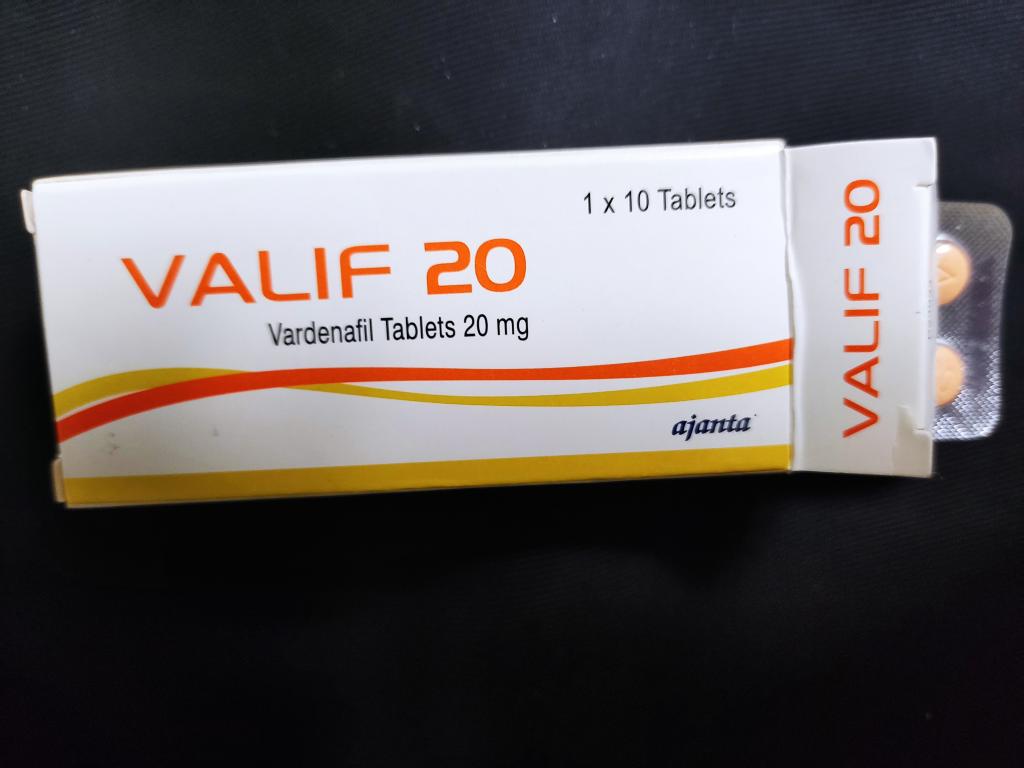 1 x 10 Tablets
VALIF 20
Vardenafil Tablets 20 mg
ajanta
VALIF 20